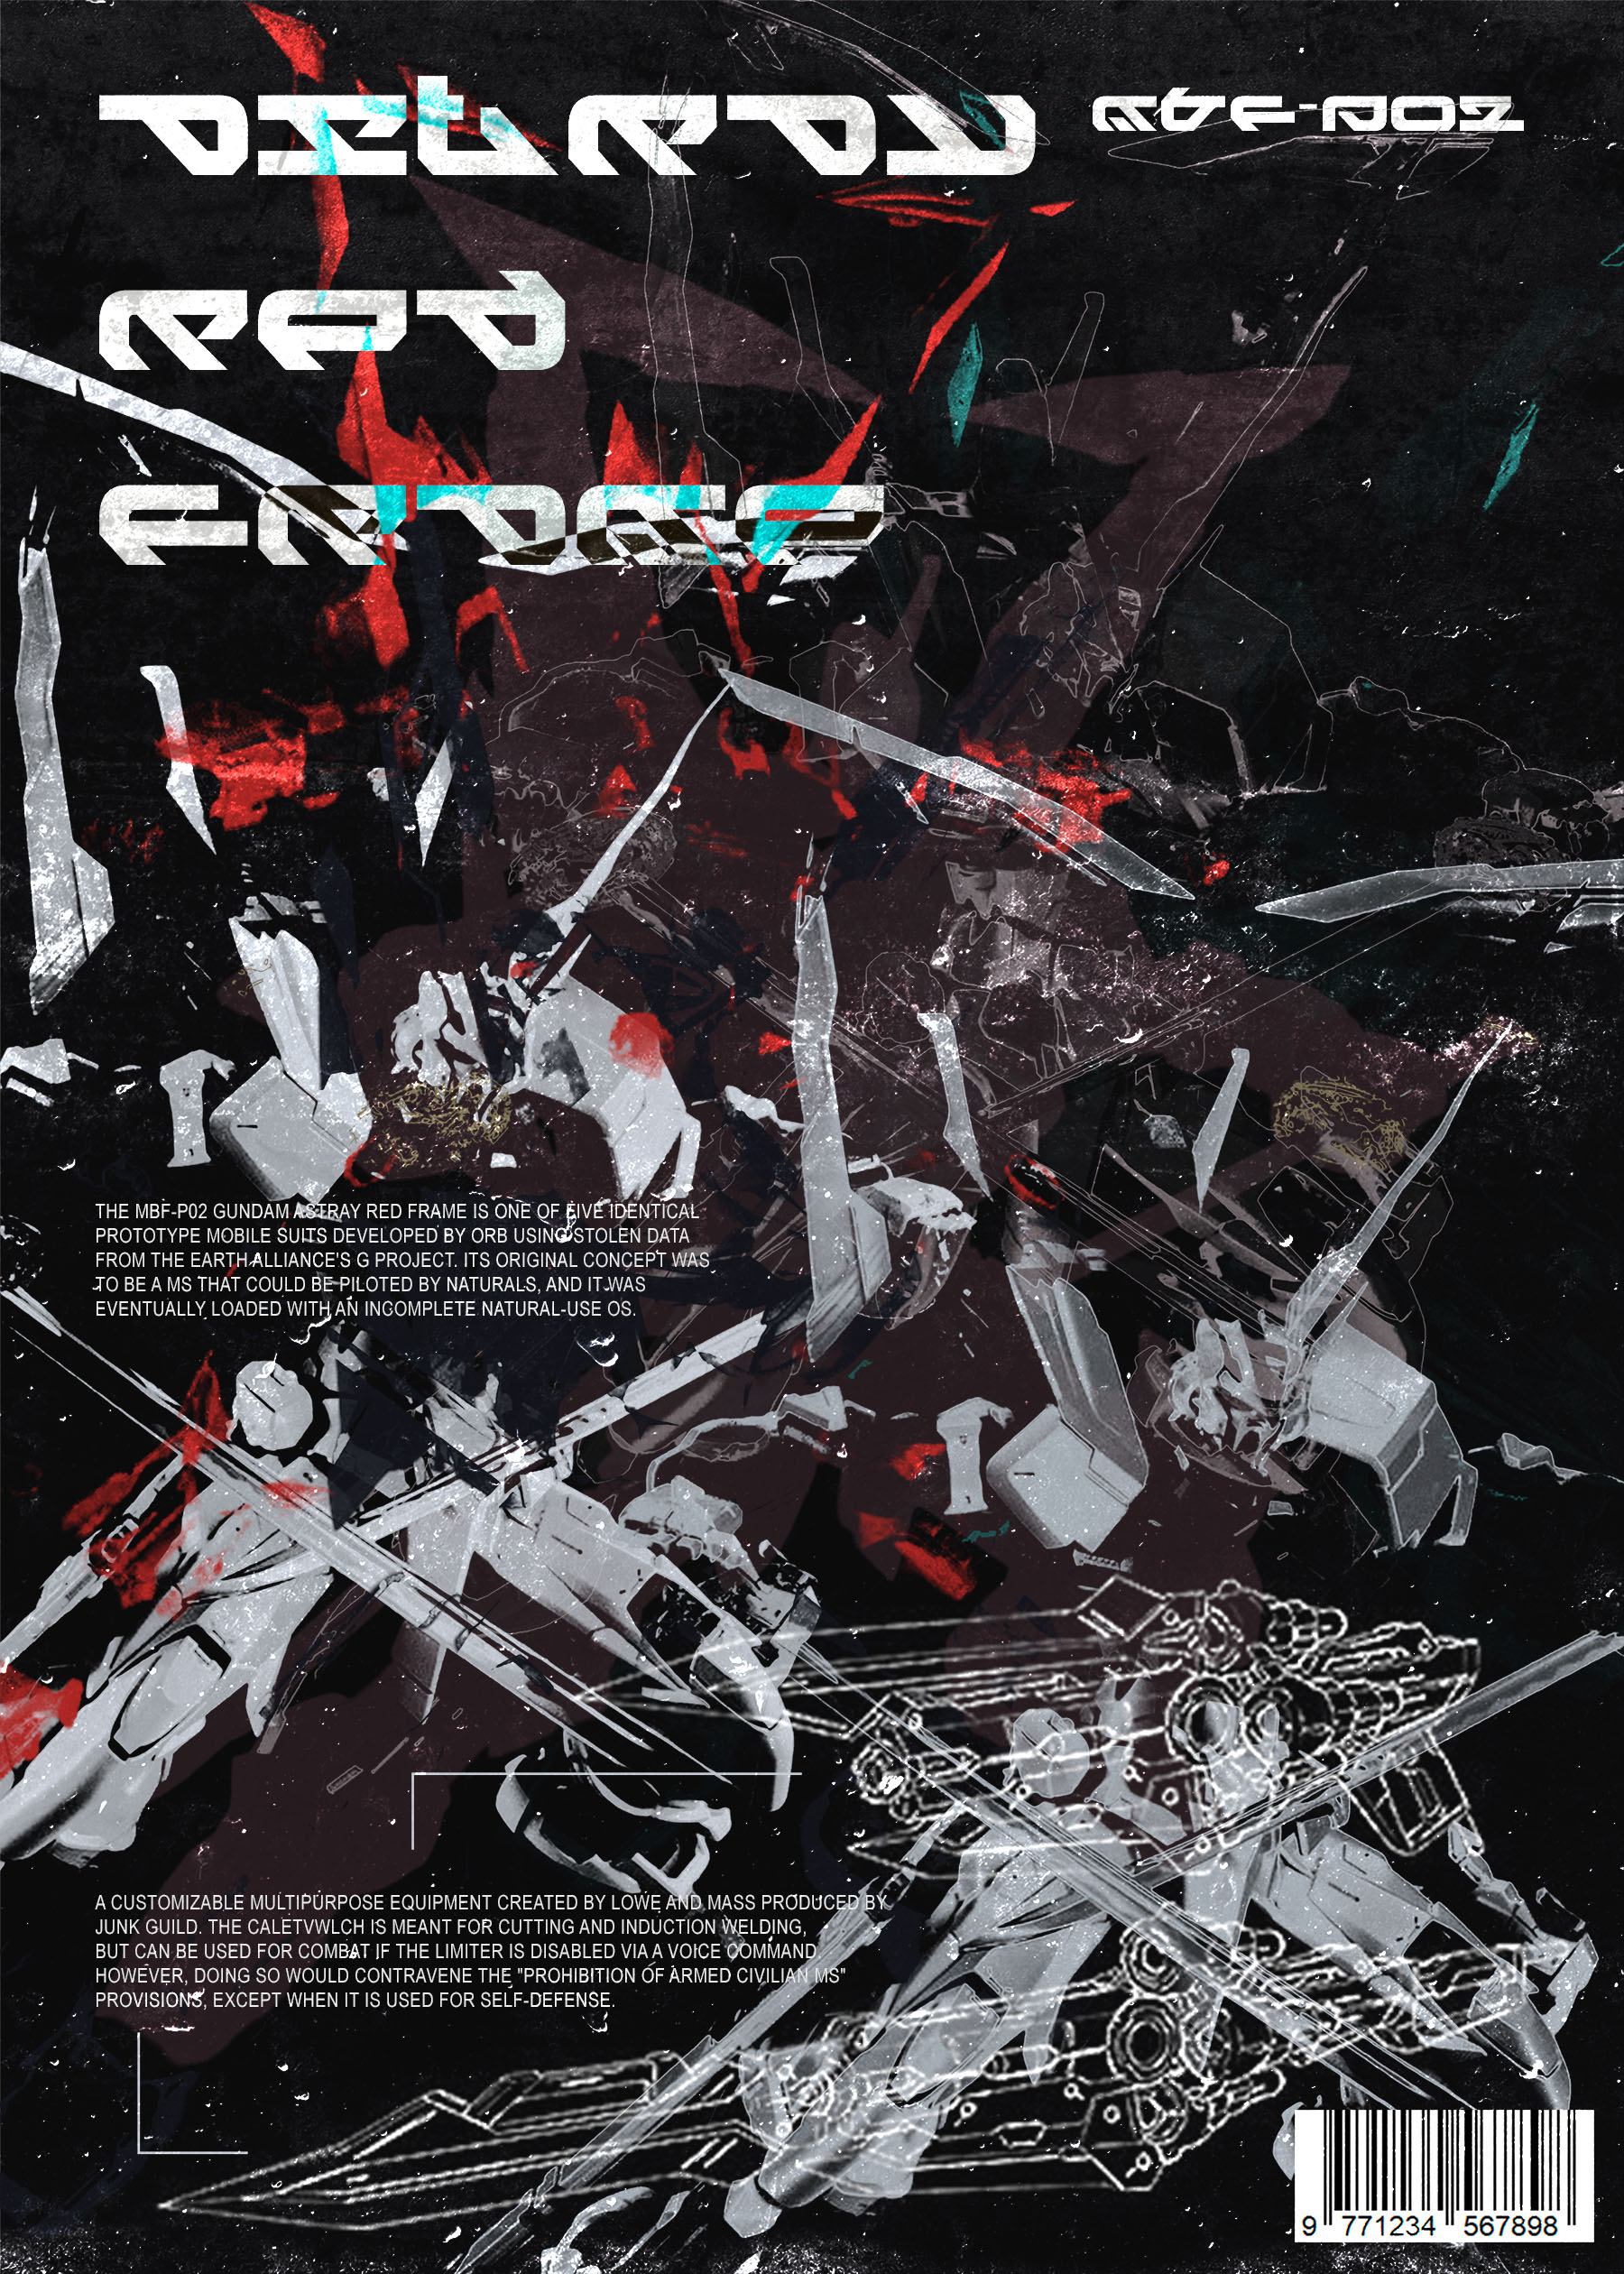 ASTRAY MBF-P02
RED
FRAME
THE MBF-P02 GUNDAM ASTRAY RED FRAME IS ONE OF FIVE IDENTICAL
PROTOTYPE MOBILE SUITS DEVELOPED BY ORB USING STOLEN DATA
FROM THE EARTH ALLIANCE'S G PROJECT. ITS ORIGINAL CONCEPT WAS
TO BE A MS THAT COULD BE PILOTED BY NATURALS, AND IT WAS
EVENTUALLY LOADED WITH AN INCOMPLETE NATURAL-USE OS.
A CUSTOMIZABLE MULTIPURPOSE EQUIPMENT CREATED BY LOWE AND MASS PRODUCED BY
JUNK GUILD. THE CALETVWLCH IS MEANT FOR CUTTING AND INDUCTION WELDING,
BUT CAN BE USED FOR COMBAT IF THE LIMITER IS DISABLED VIA A VOICE COMMAND.
HOWEVER, DOING SO WOULD CONTRAVENE THE "PROHIBITION OF ARMED CIVILIAN MS"
PROVISIONS, EXCEPT WHEN IT IS USED FOR SELF-DEFENSE.
9 771234 567898